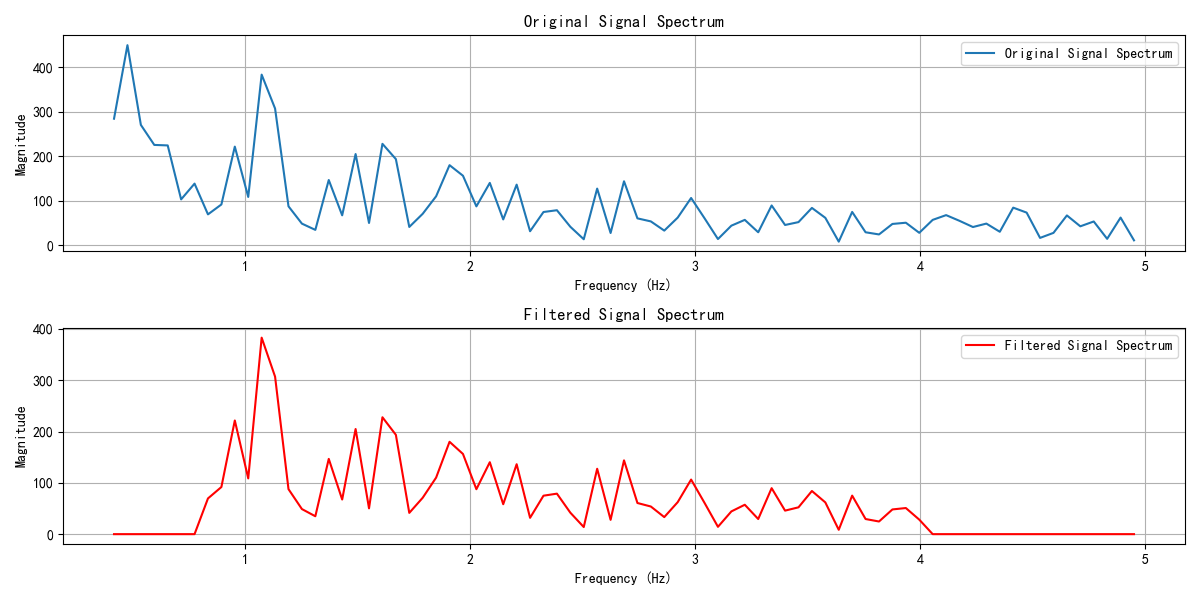 Original Signal Spectrum
Original Signal Spectrum
400
300
200
100
0
Magnitude
1 2 3 4 5
Frequency (Hz)
Filtered Signal Spectrum
Filtered Signal Spectrum
400
300
200
100
0
Magnitude
1 2 3 4 5
Frequency (Hz)